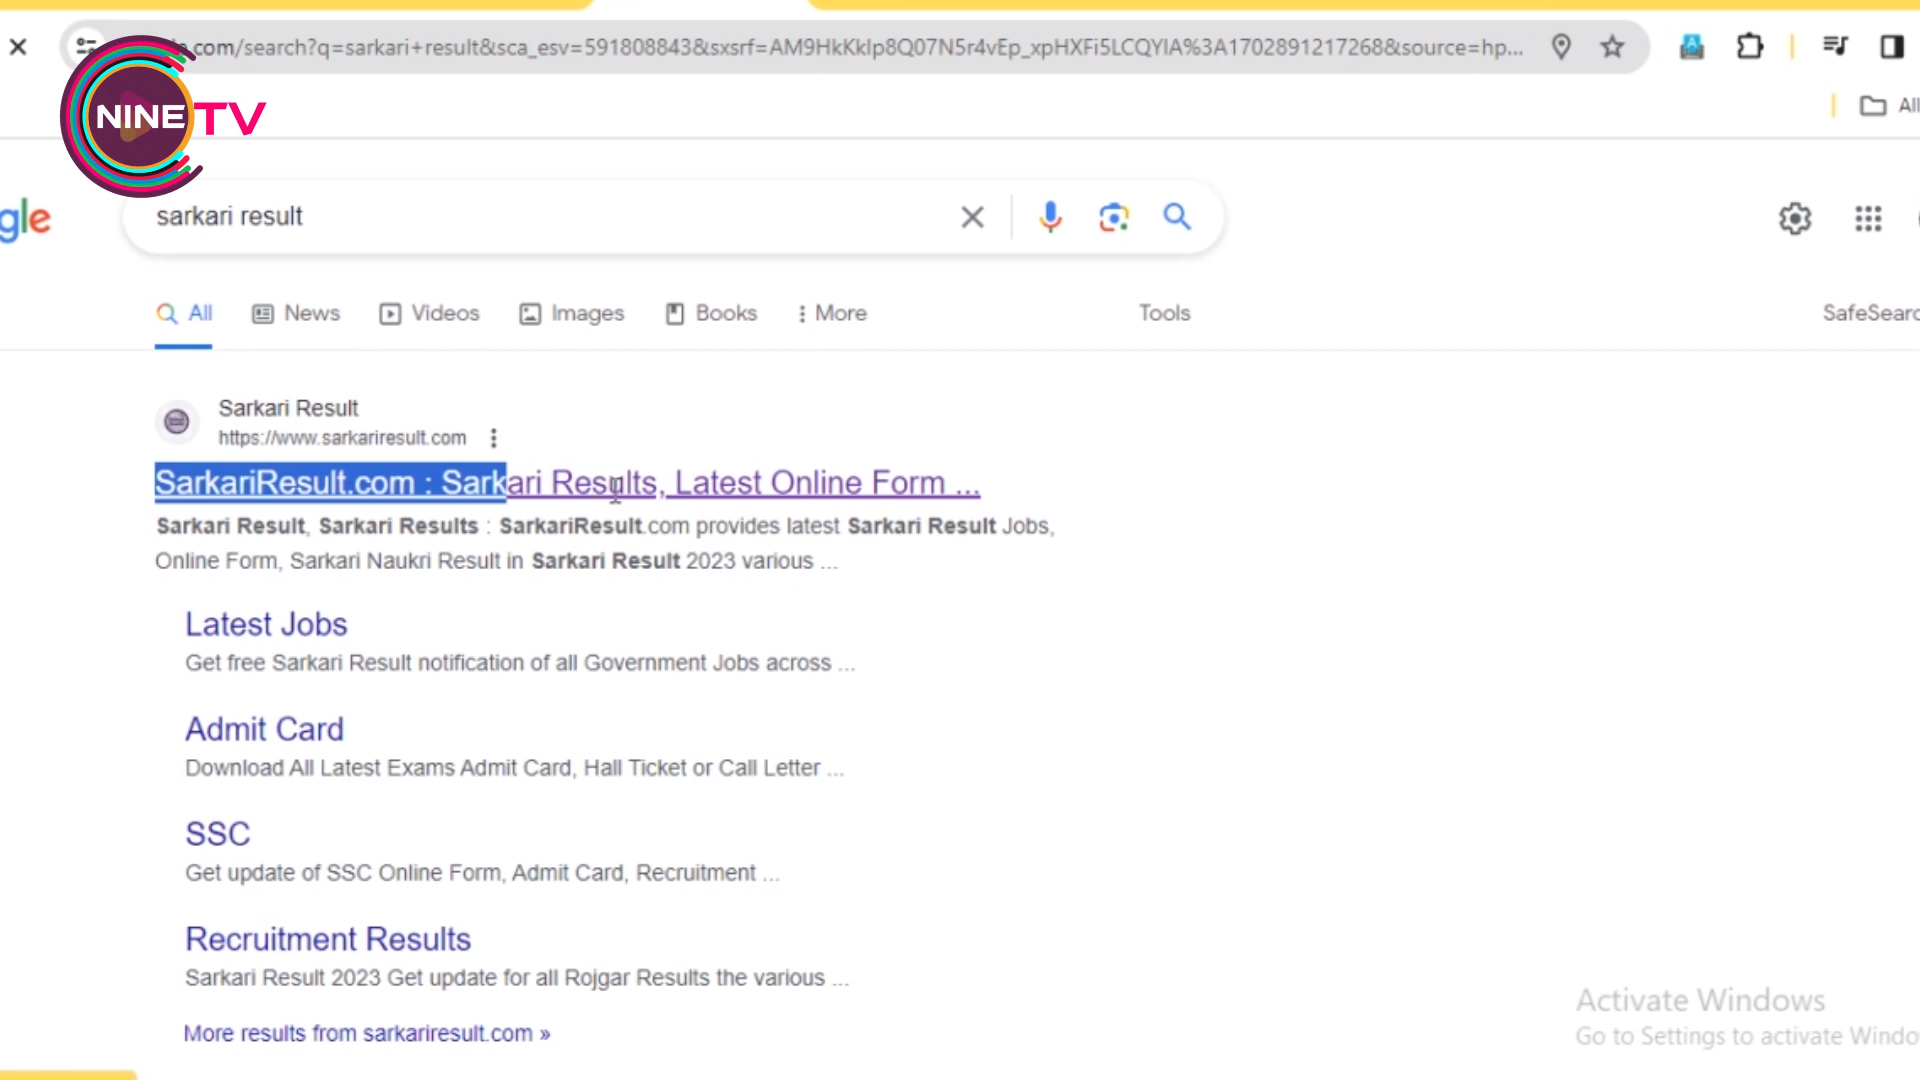 .com/search?q=sarkari+result&sca_esv=591808843&sxsrf=AM9HkKklp8Q07N5r4vEp_xpHXFi5LCQYIA%3A1702891217268&source=hp...
All
NINETV
gle
sarkari result
All
News
Videos
Images
Books
More
Tools
SafeSearc
Sarkari Result
https://www.sarkariresult.com
SarkariResult.com : Sarkari Results, Latest Online Form ...
Sarkari Result, Sarkari Results : SarkariResult.com provides latest Sarkari Result Jobs,
Online Form, Sarkari Naukri Result in Sarkari Result 2023 various ...
Latest Jobs
Get free Sarkari Result notification of all Government Jobs across ...
Admit Card
Download All Latest Exams Admit Card, Hall Ticket or Call Letter ...
SSC
Get update of SSC Online Form, Admit Card, Recruitment ...
Recruitment Results
Sarkari Result 2023 Get update for all Rojgar Results the various ...
More results from sarkariresult.com »
Activate Windows
Go to Settings to activate Windo